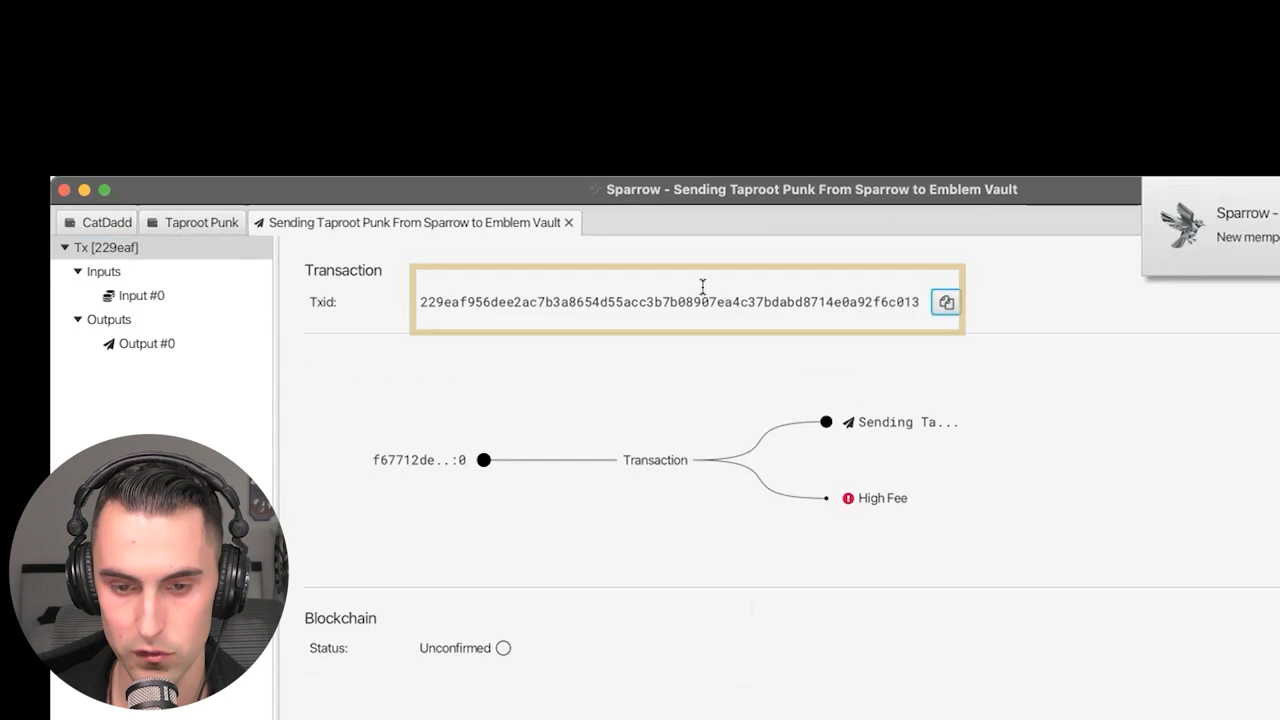 Sparrow - Sending Taproot Punk From Sparrow to Emblem Vault
Sparrow -
New memp
CatDadd
Taproot Punk
Sending Taproot Punk From Sparrow to Emblem Vault
Tx [229eaf]
Inputs
Input #0
Outputs
Output #0
Transaction
Txid:
229eaf956dee2ac7b3a8654d55acc3b7b08907ea4c37bdabd8714e0a92f6c013
f67712de..:0
Transaction
Sending Ta...
High Fee
Blockchain
Status:
Unconfirmed